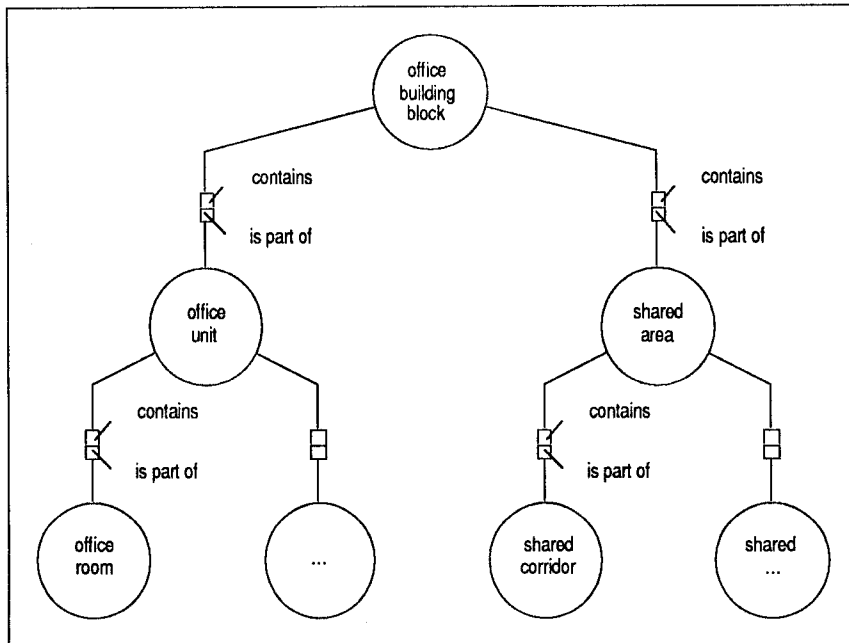 office
building
block
contains
contains
is part of
is part of
office
unit
shared
area
contains
contains
is part of
is part of
office
room
...
shared
corridor
shared
...